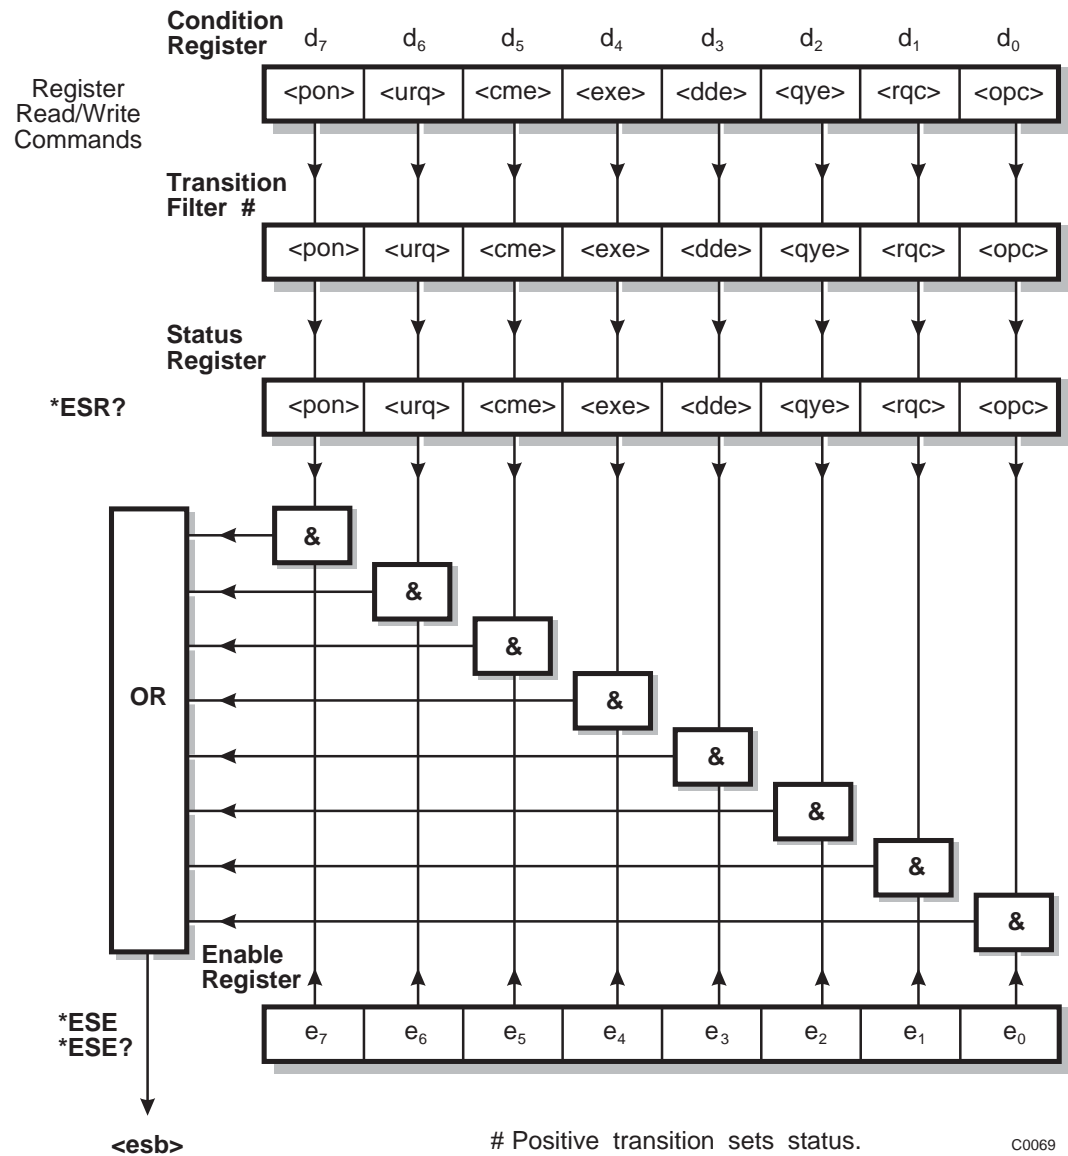 Condition
Register
d7 d6 d5 d4 d3 d2 d1 d0
Register
Read/Write
Commands
<pon> <urq> <cme> <exe> <dde> <qye> <rqc> <opc>
Transition
Filter #
<pon> <urq> <cme> <exe> <dde> <qye> <rqc> <opc>
Status
Register
*ESR?
<pon> <urq> <cme> <exe> <dde> <qye> <rqc> <opc>
&
&
&
&
&
&
&
&
OR
Enable
Register
*ESE
*ESE?
e7 e6 e5 e4 e3 e2 e1 e0
<esb>
# Positive transition sets status.
C0069